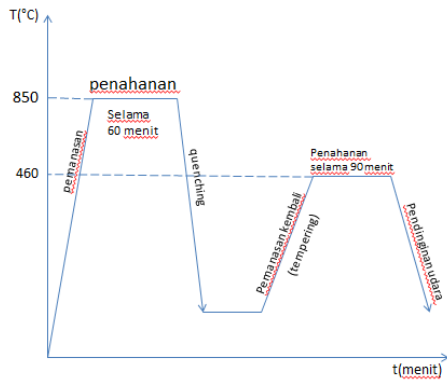 T(°C)
penahanan
850
Selama
60 menit
pemanasan
quenching
Penahanan
selama 90 menit
460
Pemanasan kembali
(tempering)
Pendinginan udara
t(menit)